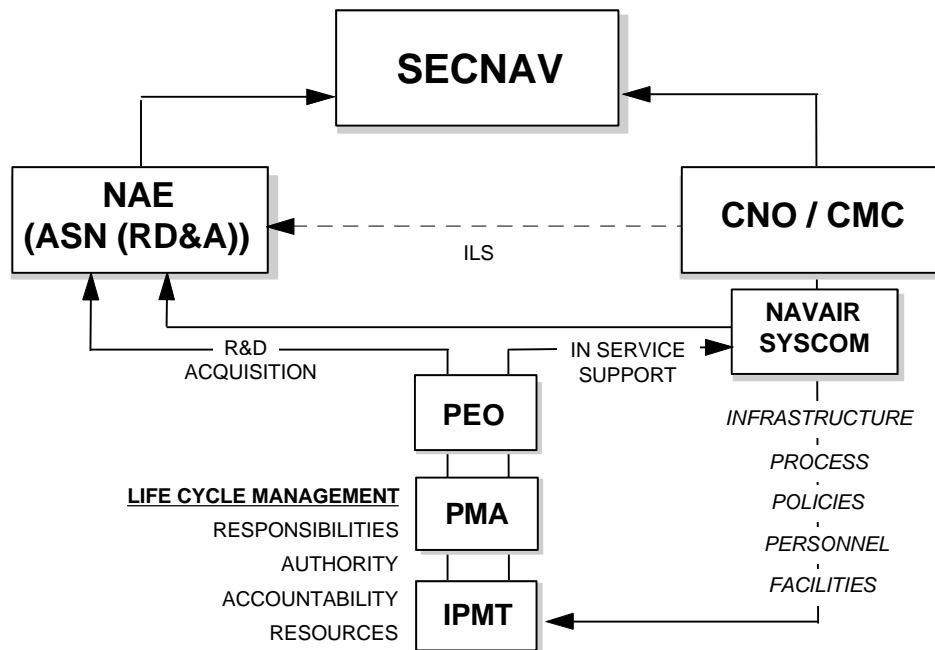 SECNAV
NAE
(ASN (RD&A))
CNO / CMC
ILS
NAVAIR
SYSCOM
R&D
ACQUISITION
IN SERVICE
SUPPORT
PEO
INFRASTRUCTURE
PROCESS
POLICIES
PERSONNEL
FACILITIES
LIFE CYCLE MANAGEMENT
RESPONSIBILITIES
AUTHORITY
ACCOUNTABILITY
RESOURCES
PMA
IPMT